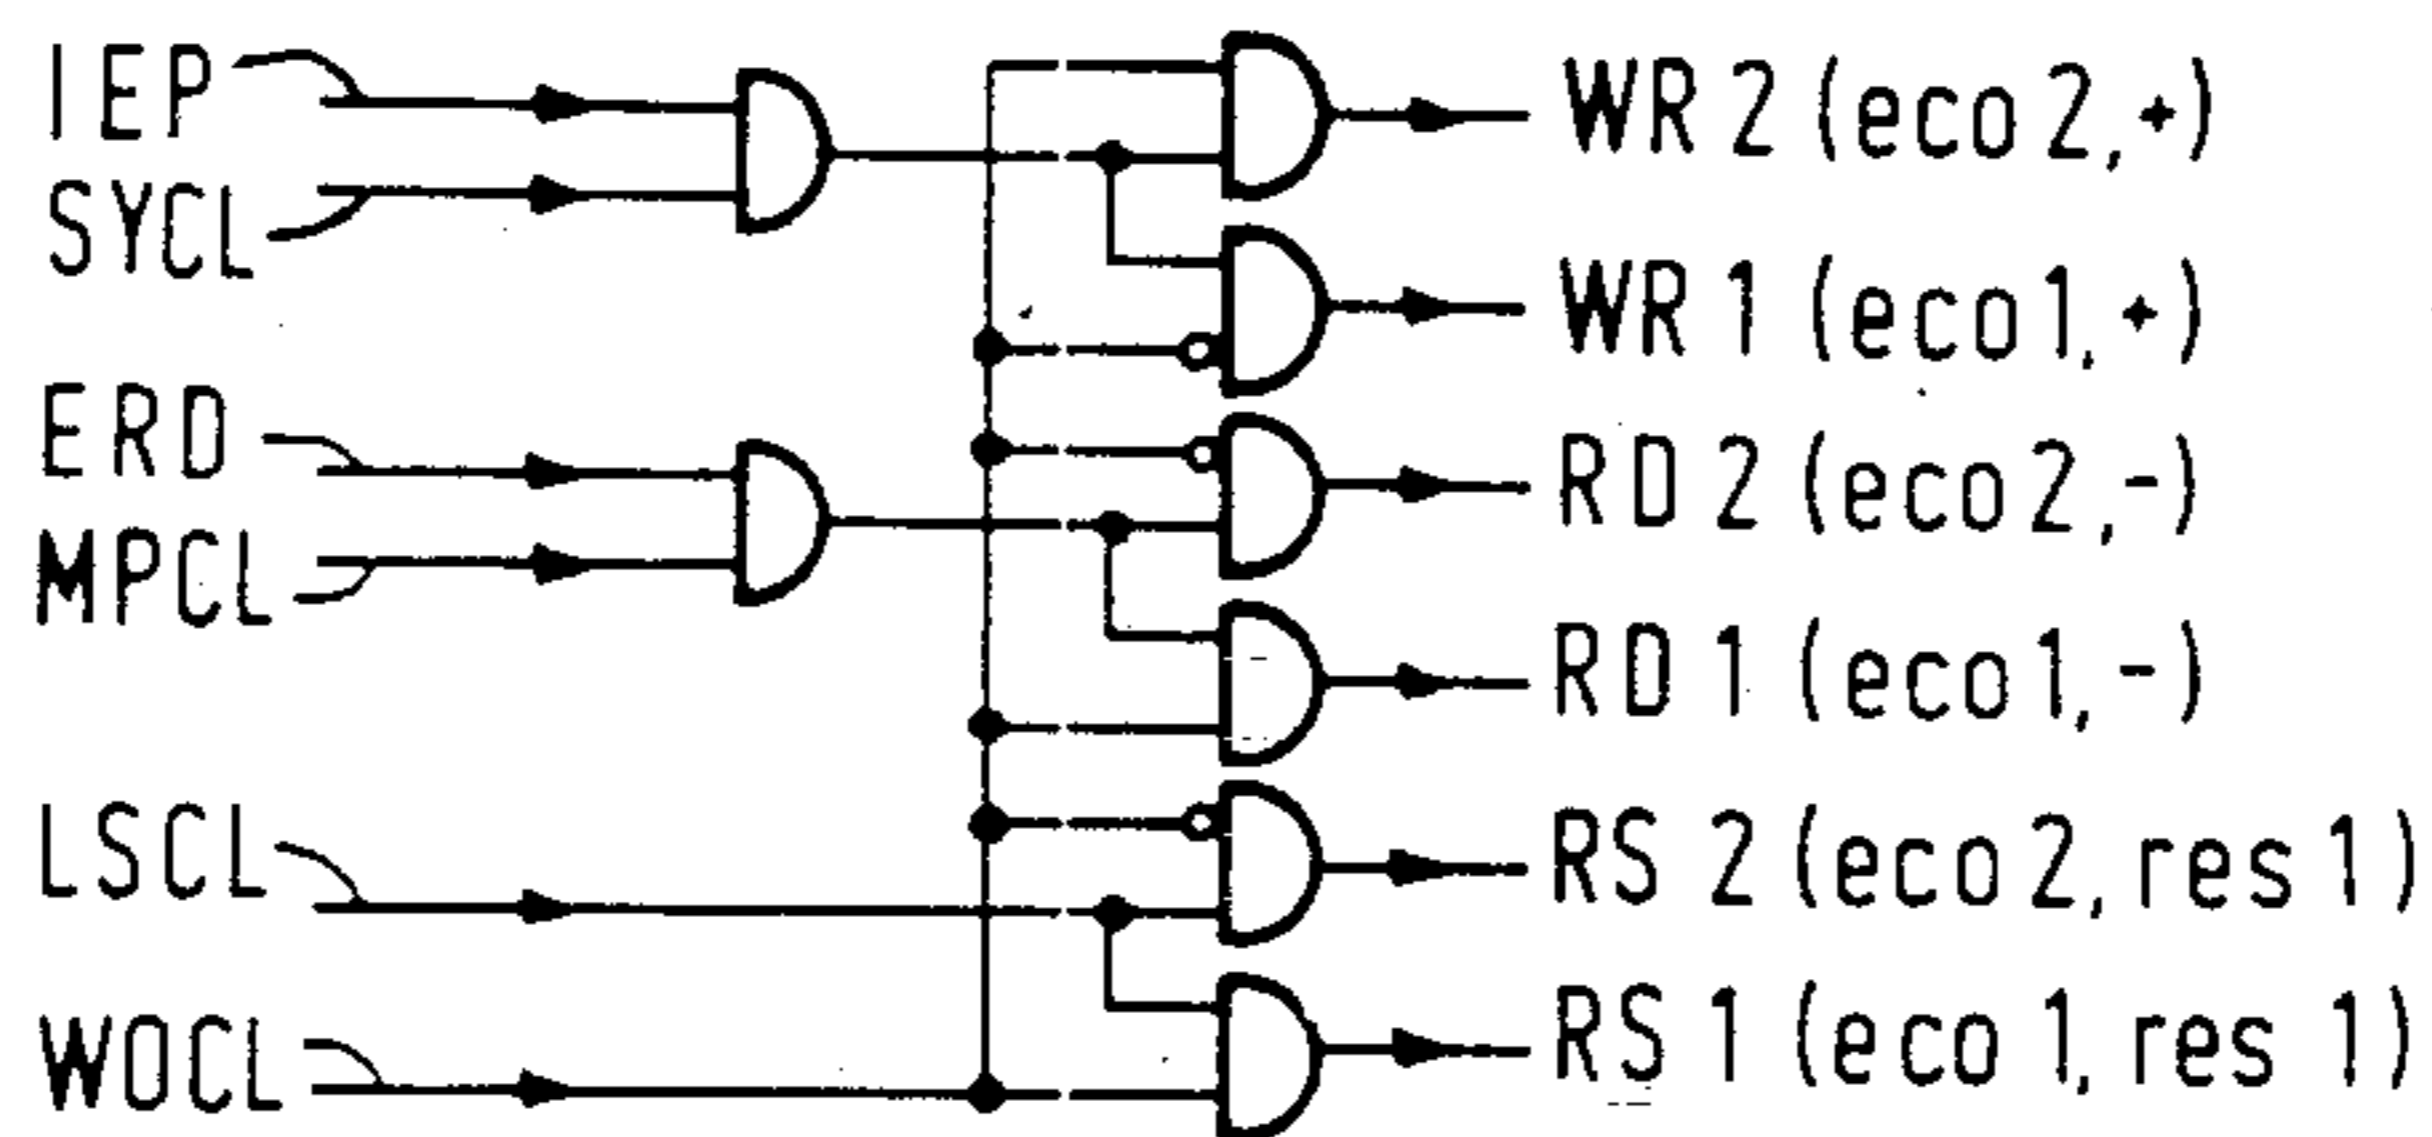 IEP
SYCL
ERD
MPCL
LSCL
WOCL
WR 2 (eco 2, +)
WR 1 (eco 1, +)
RD 2 (eco 2, -)
RD 1 (eco 1, -)
RS 2 (eco 2, res 1)
RS 1 (eco 1, res 1)